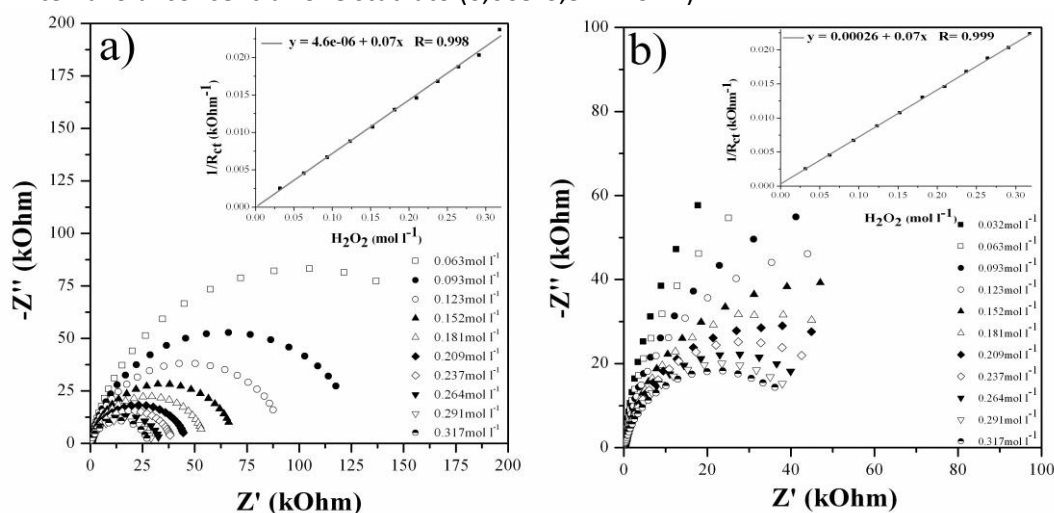 a)
y = 4.6e-06 + 0.07x R= 0.998
1/R_ct (kOhm⁻¹)
0.020
0.015
0.010
0.005
0.000
0.00 0.05 0.10 0.15 0.20 0.25 0.30
H₂O₂ (mol l⁻¹)
-Z'' (kOhm)
200
175
150
125
100
75
50
25
0
0.063mol l⁻¹
0.093mol l⁻¹
0.123mol l⁻¹
0.152mol l⁻¹
0.181mol l⁻¹
0.209mol l⁻¹
0.237mol l⁻¹
0.264mol l⁻¹
0.291mol l⁻¹
0.317mol l⁻¹
0 25 50 75 100 125 150 175 200
Z' (kOhm)
b)
y = 0.00026 + 0.07x R= 0.999
1/R_ct (kOhm⁻¹)
0.020
0.015
0.010
0.005
0.000
0.00 0.05 0.10 0.15 0.20 0.25 0.30
H₂O₂ (mol l⁻¹)
-Z'' (kOhm)
100
80
60
40
20
0
0.032mol l⁻¹
0.063mol l⁻¹
0.093mol l⁻¹
0.123mol l⁻¹
0.152mol l⁻¹
0.181mol l⁻¹
0.209mol l⁻¹
0.237mol l⁻¹
0.264mol l⁻¹
0.291mol l⁻¹
0.317mol l⁻¹
0 20 40 60 80 100
Z' (kOhm)